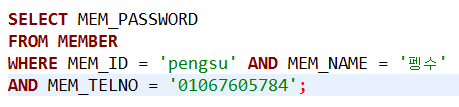 SELECT MEM_PASSWORD
FROM MEMBER
WHERE MEM_ID = 'pengsu' AND MEM_NAME = '펭수'
AND MEM_TELNO = '01067605784';